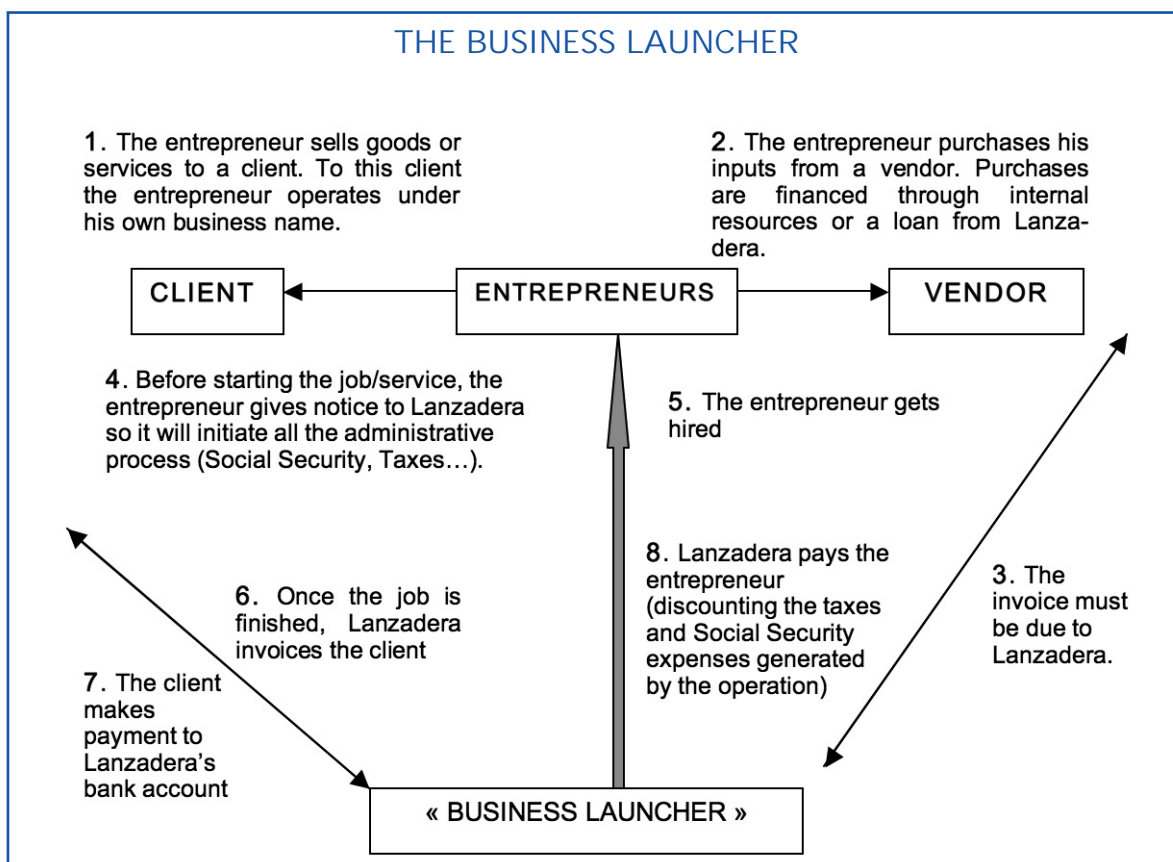 THE BUSINESS LAUNCHER
1. The entrepreneur sells goods or
services to a client. To this client
the entrepreneur operates under
his own business name.
2. The entrepreneur purchases his
inputs from a vendor. Purchases
are financed through internal
resources or a loan from Lanza-
dera.
CLIENT
ENTREPRENEURS
VENDOR
4. Before starting the job/service, the
entrepreneur gives notice to Lanzadera
so it will initiate all the administrative
process (Social Security, Taxes…).
5. The entrepreneur gets
hired
6. Once the job is
finished, Lanzadera
invoices the client
8. Lanzadera pays the
entrepreneur
(discounting the taxes
and Social Security
expenses generated
by the operation)
3. The
invoice must
be due to
Lanzadera.
7. The client
makes
payment to
Lanzadera's
bank account
« BUSINESS LAUNCHER »